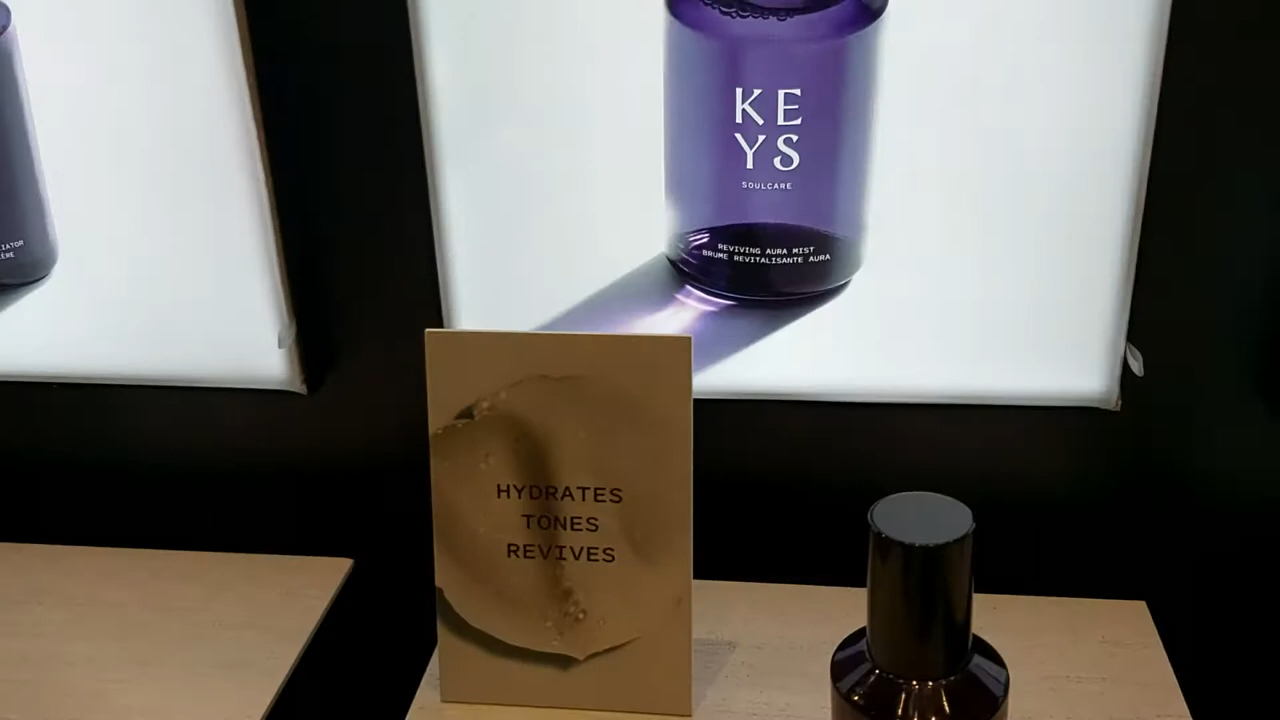 KE
YS
SOULCARE
REVIVING AURA MIST
BRUME REVITALISANTE AURA
HYDRATES
TONES
REVIVES